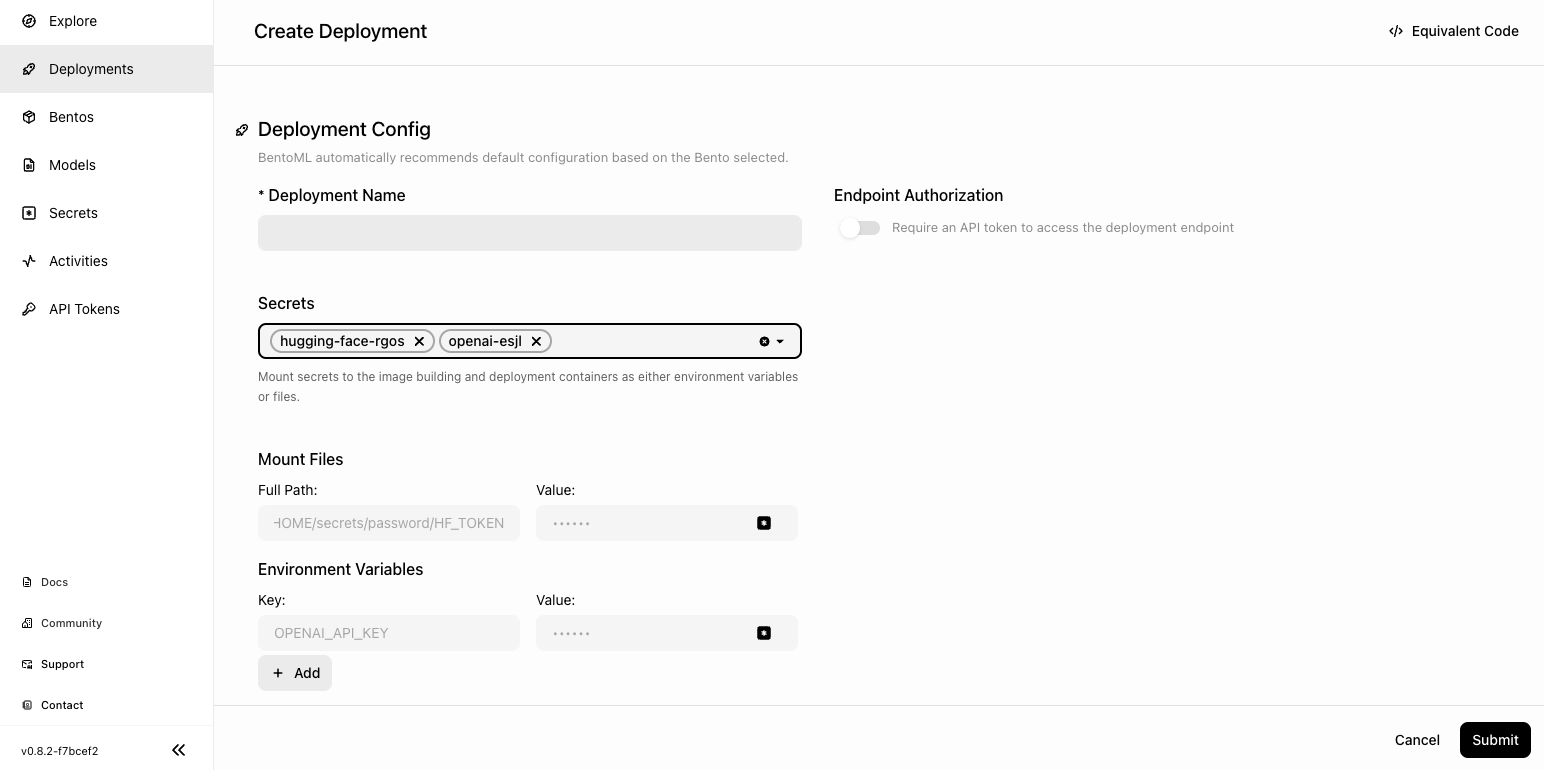 Explore
Deployments
Bentos
Models
Secrets
Activities
API Tokens
Docs
Community
Support
Contact
v0.8.2-f7bcef2
Create Deployment
Equivalent Code
Deployment Config
BentoML automatically recommends default configuration based on the Bento selected.
* Deployment Name
Endpoint Authorization
Require an API token to access the deployment endpoint
Secrets
hugging-face-rgos openai-esjl
Mount secrets to the image building and deployment containers as either environment variables
or files.
Mount Files
Full Path: Value:
HOME/secrets/password/HF_TOKEN ······
Environment Variables
Key: Value:
OPENAI_API_KEY ······
+ Add
Cancel Submit